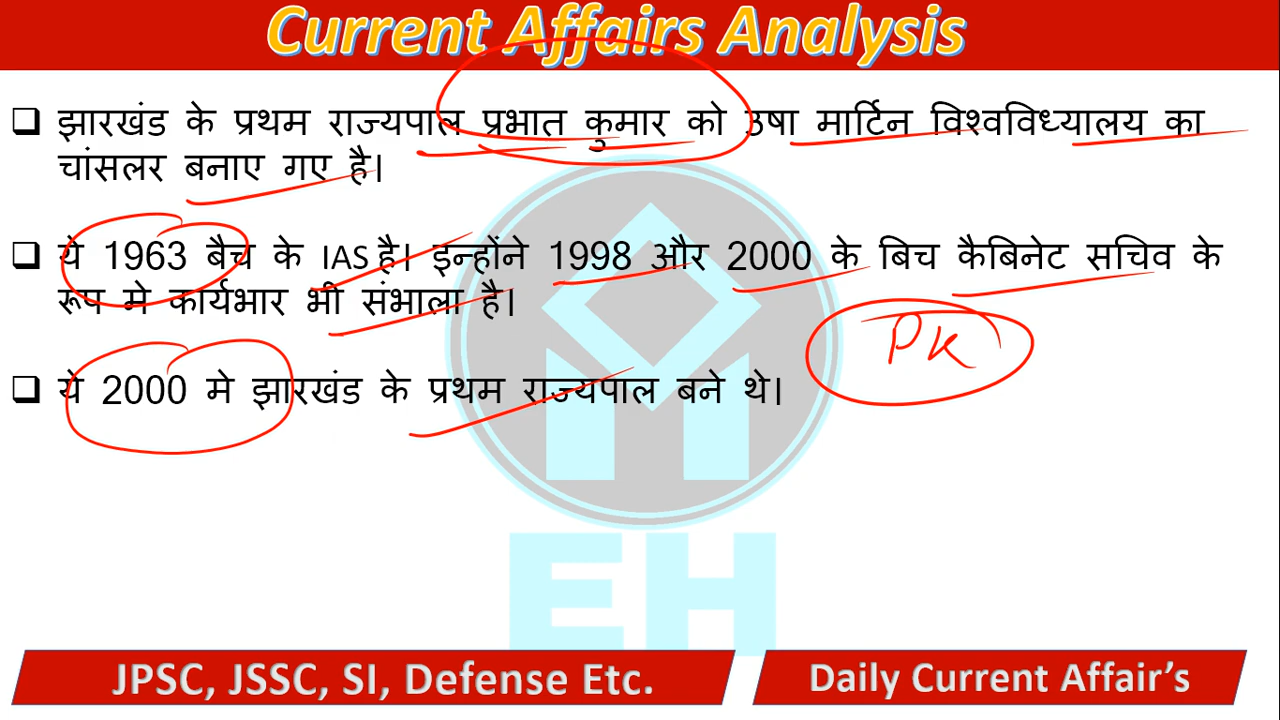 Current Affairs Analysis
झारखंड के प्रथम राज्यपाल प्रभात कुमार को उषा मार्टिन विश्वविध्यालय का
चांसलर बनाए गए है।
ये 1963 बैच के IAS है। इन्होंने 1998 और 2000 के बिच कैबिनेट सचिव के
रूप मे कार्यभार भी संभाला है।
PK
ये 2000 मे झारखंड के प्रथम राज्यपाल बने थे।
EH
JPSC, JSSC, SI, Defense Etc.
Daily Current Affair's